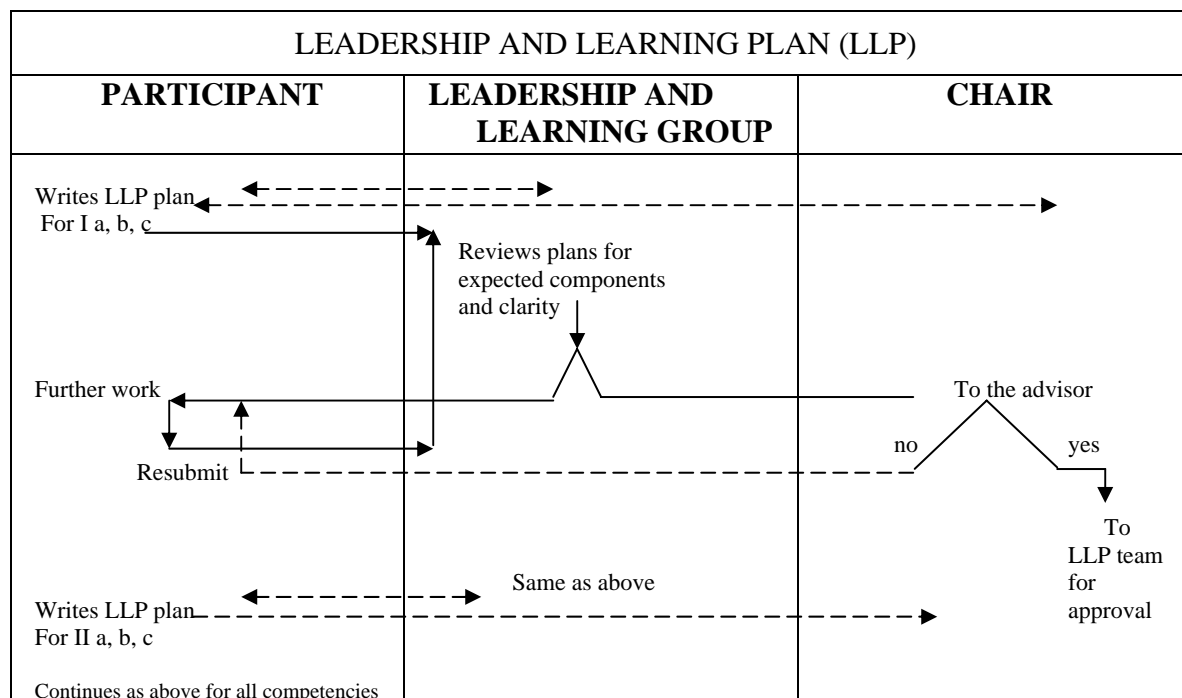 LEADERSHIP AND LEARNING PLAN (LLP)
PARTICIPANT
LEADERSHIP AND
LEARNING GROUP
CHAIR
Writes LLP plan
For I a, b, c
Reviews plans for
expected components
and clarity
Further work
To the advisor
no
yes
Resubmit
To
LLP team
for
approval
Same as above
Writes LLP plan
For II a, b, c
Continues as above for all competencies